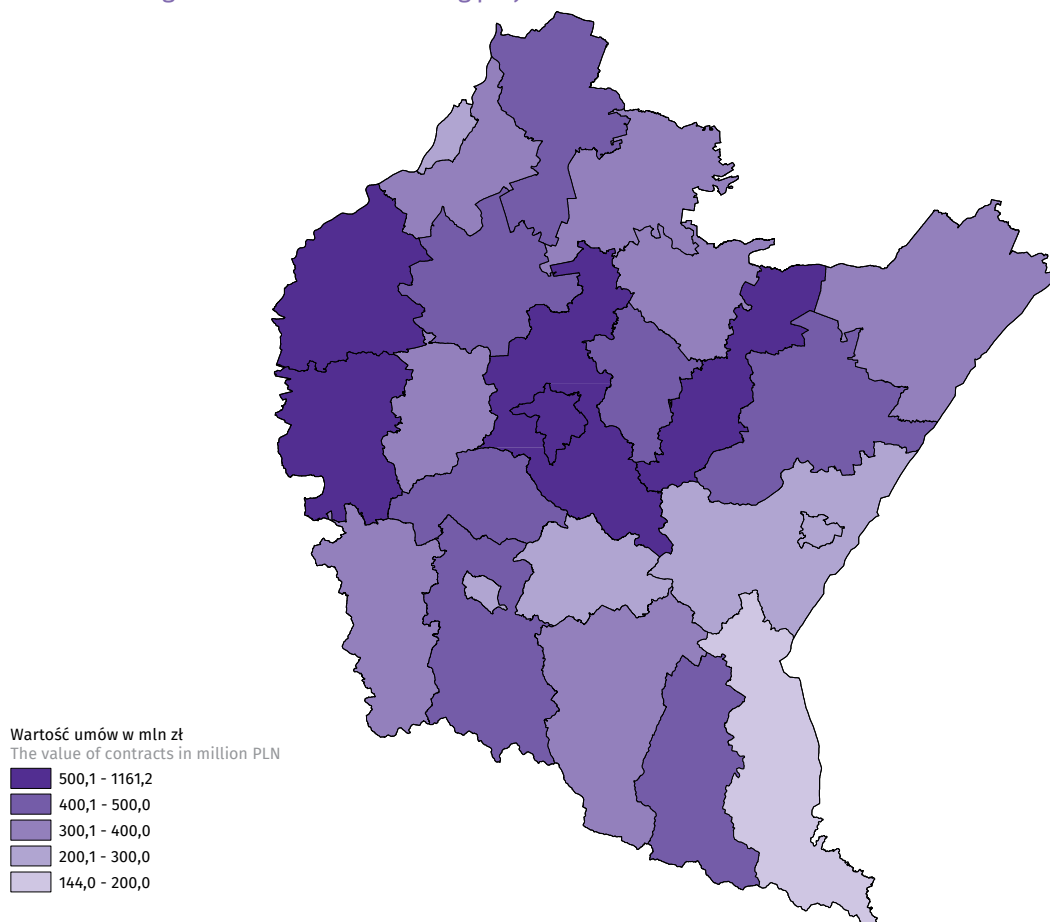 Wartość umów w mln zł
The value of contracts in million PLN
500,1 - 1161,2
400,1 - 500,0
300,1 - 400,0
200,1 - 300,0
144,0 - 200,0